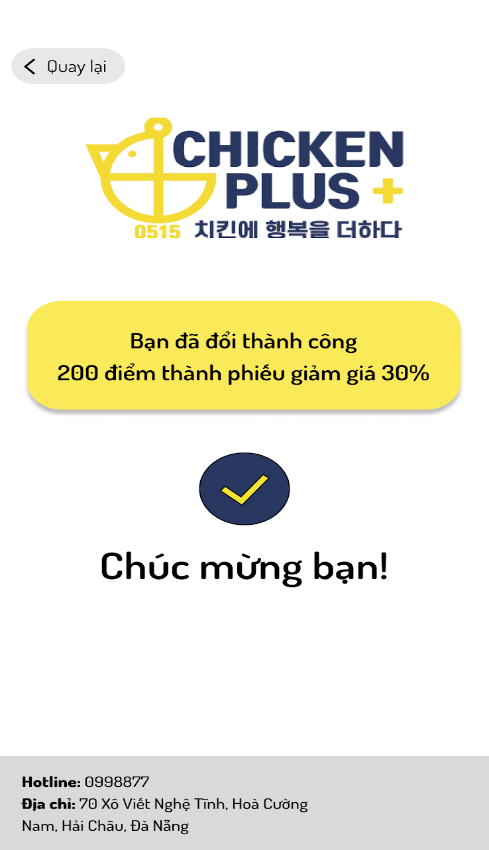 Quay lại
CHICKEN
PLUS +
0515 치킨에 행복을 더하다
Bạn đã đổi thành công
200 điểm thành phiếu giảm giá 30%
Chúc mừng bạn!
Hotline: 0998877
Địa chỉ: 70 Xô Viết Nghệ Tĩnh, Hoà Cường
Nam, Hải Châu, Đà Nẵng